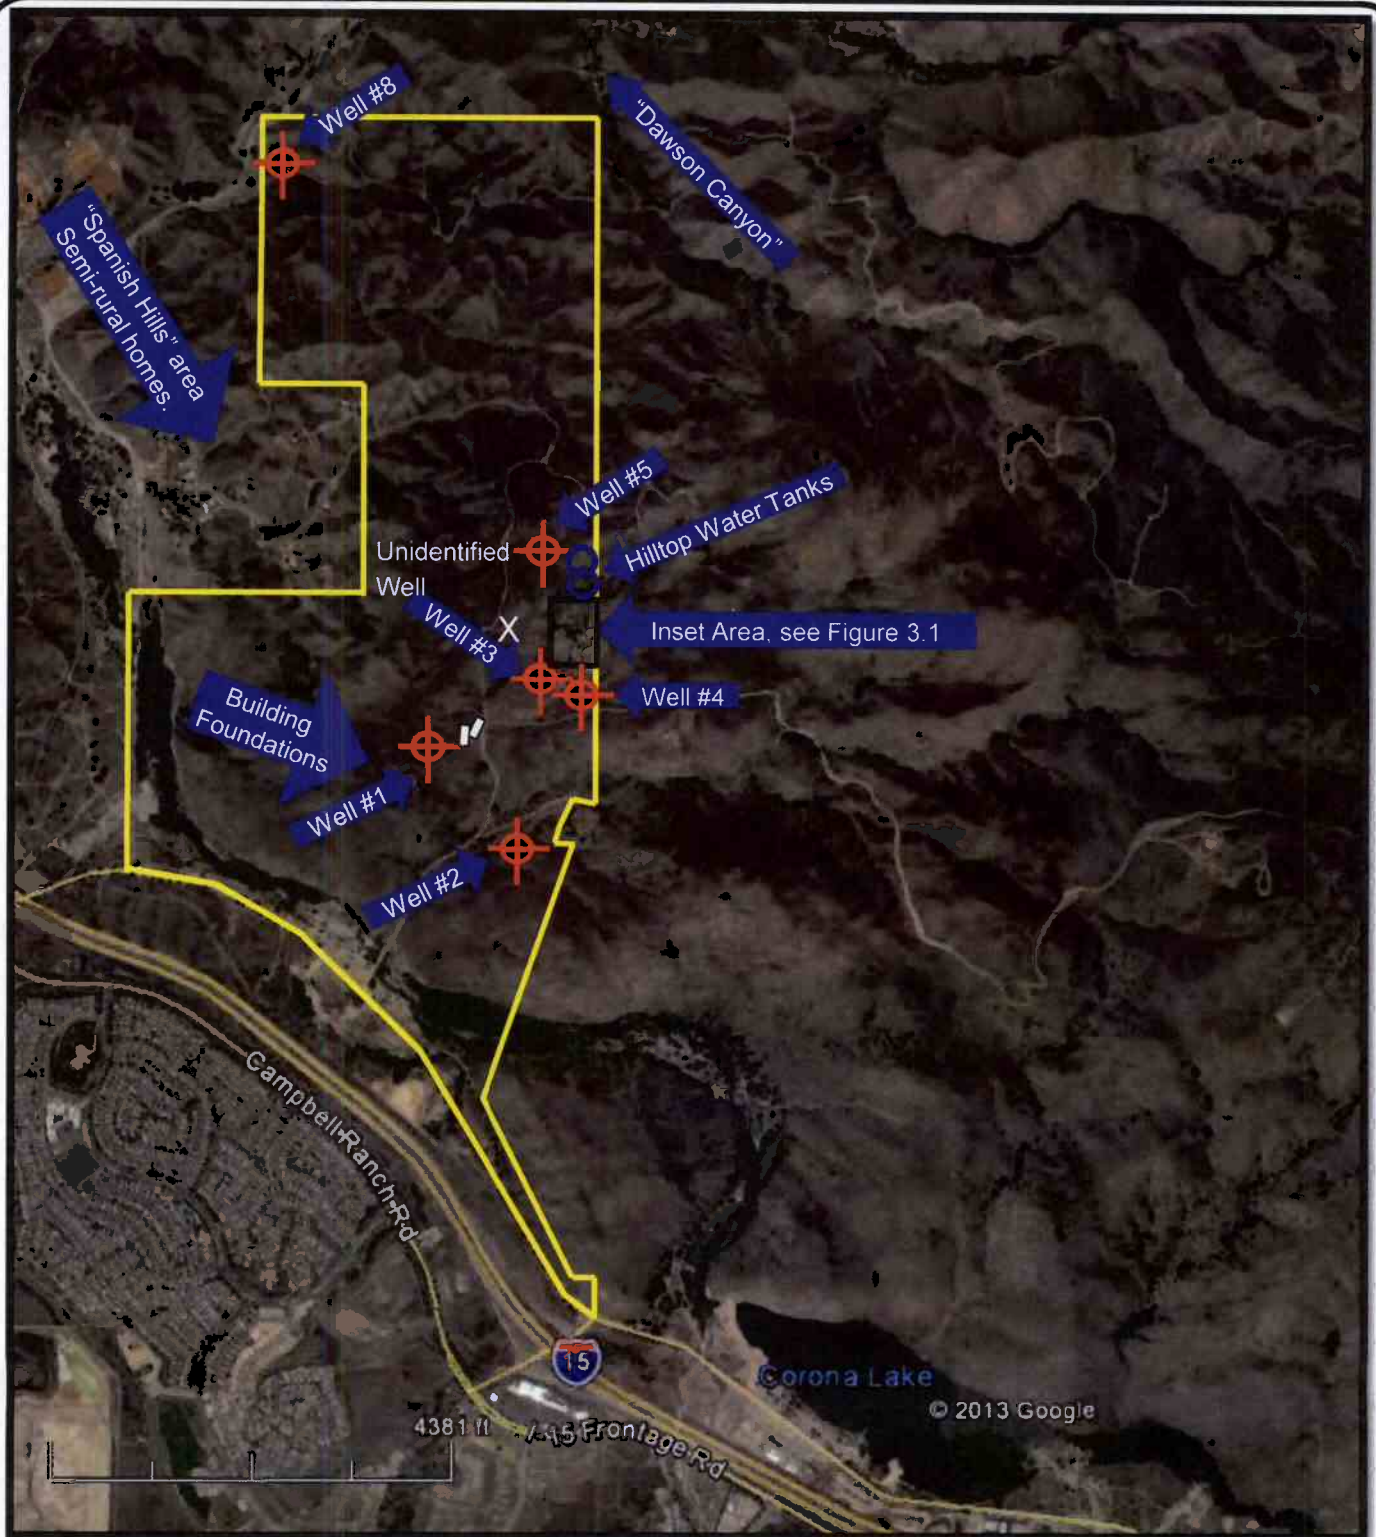 Well #8
"Dawson Canyon"
"Spanish Hills" area
Semi-rural homes.
Well #5
Hilltop Water Tanks
Unidentified
Well
Well #3
X
Inset Area, see Figure 3.1
Well #4
Building
Foundations
Well #1
Well #2
Campbell Ranch Rd
15
Corona Lake
© 2013 Google
4381 ft
I-15 Frontage Rd